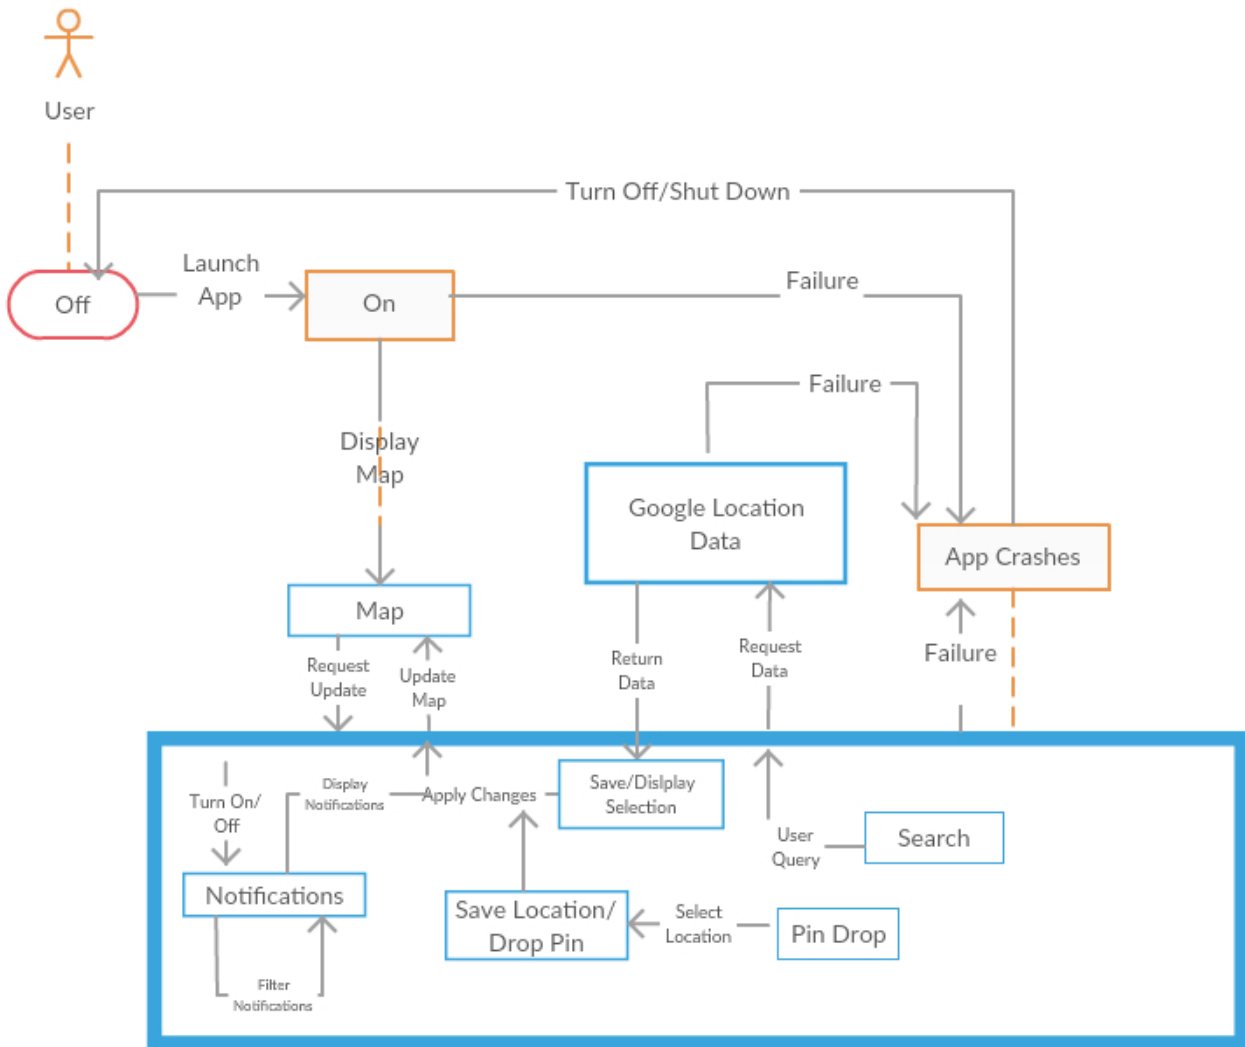 User
Turn Off/Shut Down
Launch
App
Failure
Off
On
Failure
Display
Map
Google Location
Data
App Crashes
Map
Request
Update
Update
Map
Return
Data
Request
Data
Failure
Turn On/
Off
Display
Notifications
Apply Changes
Save/Dislplay
Selection
User
Query
Search
Notifications
Save Location/
Drop Pin
Select
Location
Pin Drop
Filter
Notifications